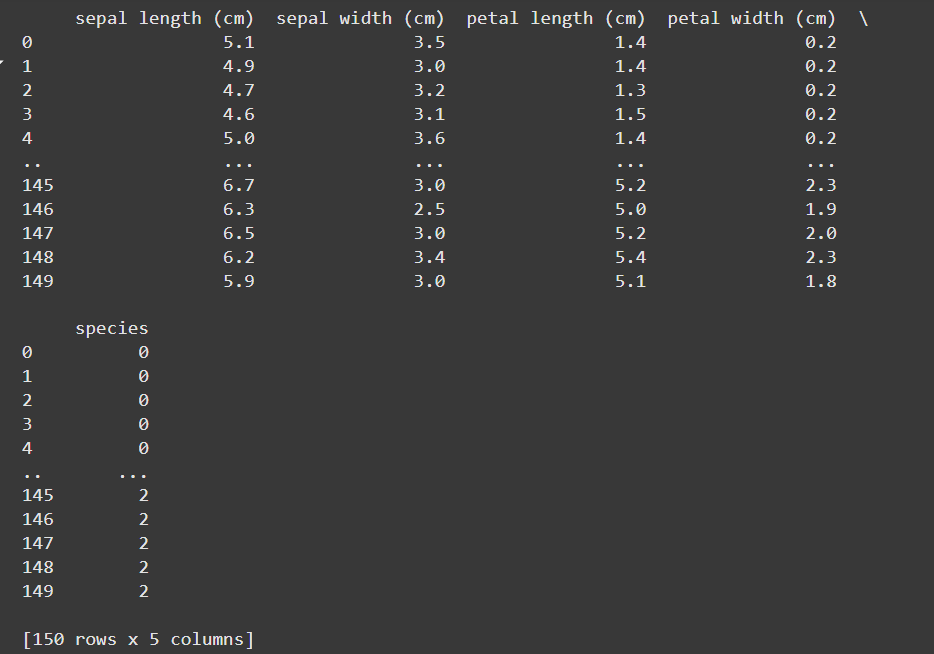 sepal length (cm)  sepal width (cm)  petal length (cm)  petal width (cm)  \
0                  5.1               3.5                1.4               0.2
1                  4.9               3.0                1.4               0.2
2                  4.7               3.2                1.3               0.2
3                  4.6               3.1                1.5               0.2
4                  5.0               3.6                1.4               0.2
..                 ...               ...                ...               ...
145                6.7               3.0                5.2               2.3
146                6.3               2.5                5.0               1.9
147                6.5               3.0                5.2               2.0
148                6.2               3.4                5.4               2.3
149                5.9               3.0                5.1               1.8
     species
0          0
1          0
2          0
3          0
4          0
..       ...
145        2
146        2
147        2
148        2
149        2
[150 rows x 5 columns]